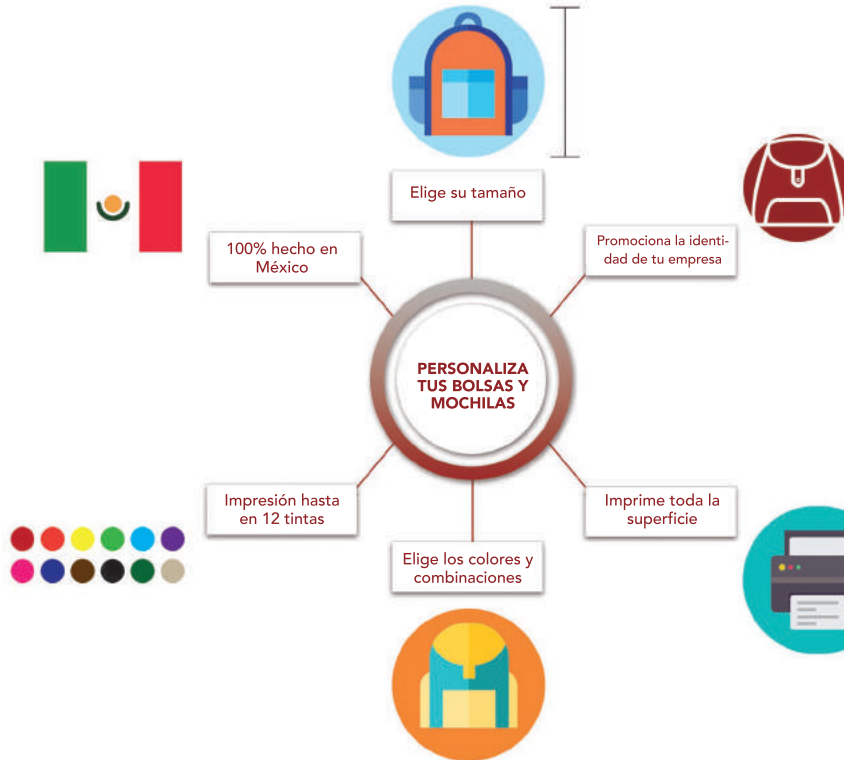 Elige su tamaño
100% hecho en
México
Promociona la identi-
dad de tu empresa
PERSONALIZA
TUS BOLSAS Y
MOCHILAS
Impresión hasta
en 12 tintas
Imprime toda la
superficie
Elige los colores y
combinaciones